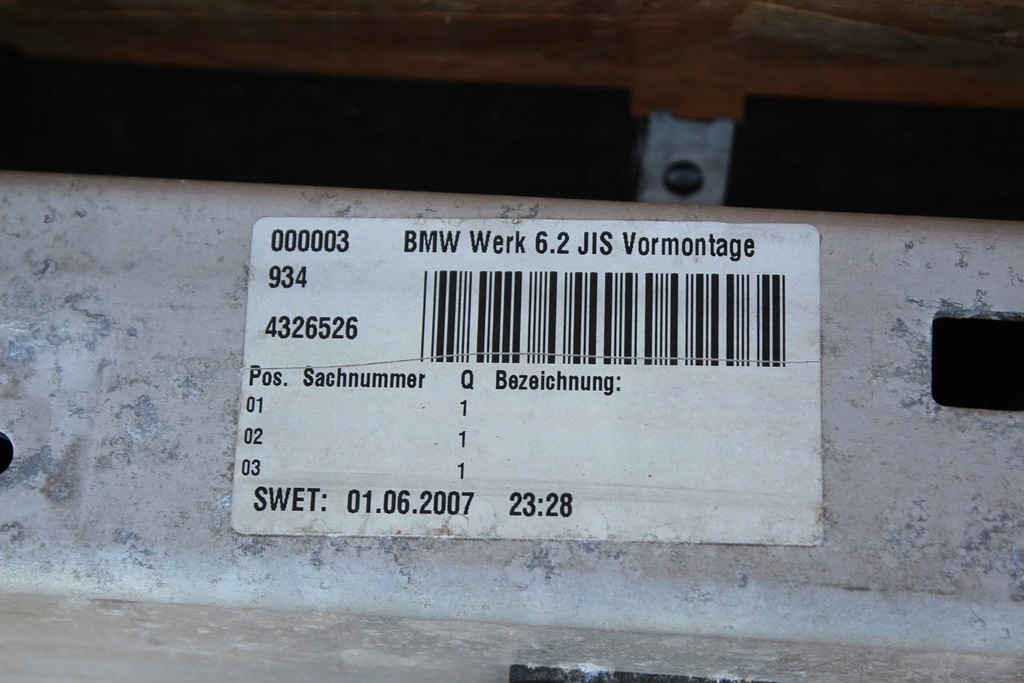 000003 BMW Werk 6.2 JIS Vormontage
934
4326526
Pos. Sachnummer Q Bezeichnung:
01 1
02 1
03 1
SWET: 01.06.2007 23:28